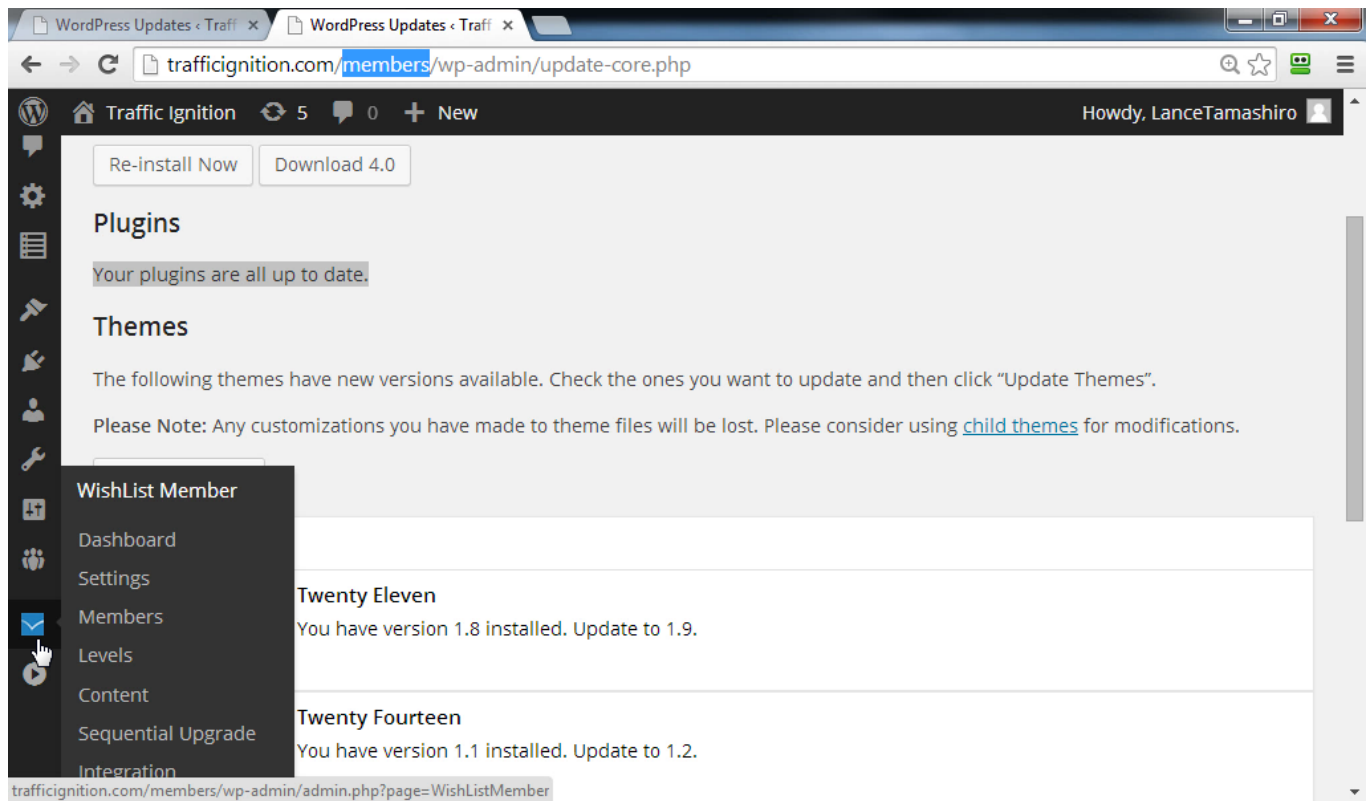 WordPress Updates ‹ Traff
WordPress Updates ‹ Traff
trafficignition.com/members/wp-admin/update-core.php
Traffic Ignition 5 0 + New
Howdy, LanceTamashiro
Re-install Now
Download 4.0
Plugins
Your plugins are all up to date.
Themes
The following themes have new versions available. Check the ones you want to update and then click “Update Themes”.
Please Note: Any customizations you have made to theme files will be lost. Please consider using child themes for modifications.
WishList Member
Dashboard
Settings
Members
Levels
Content
Sequential Upgrade
Integration
Twenty Eleven
You have version 1.8 installed. Update to 1.9.
Twenty Fourteen
You have version 1.1 installed. Update to 1.2.
trafficignition.com/members/wp-admin/admin.php?page=WishListMember